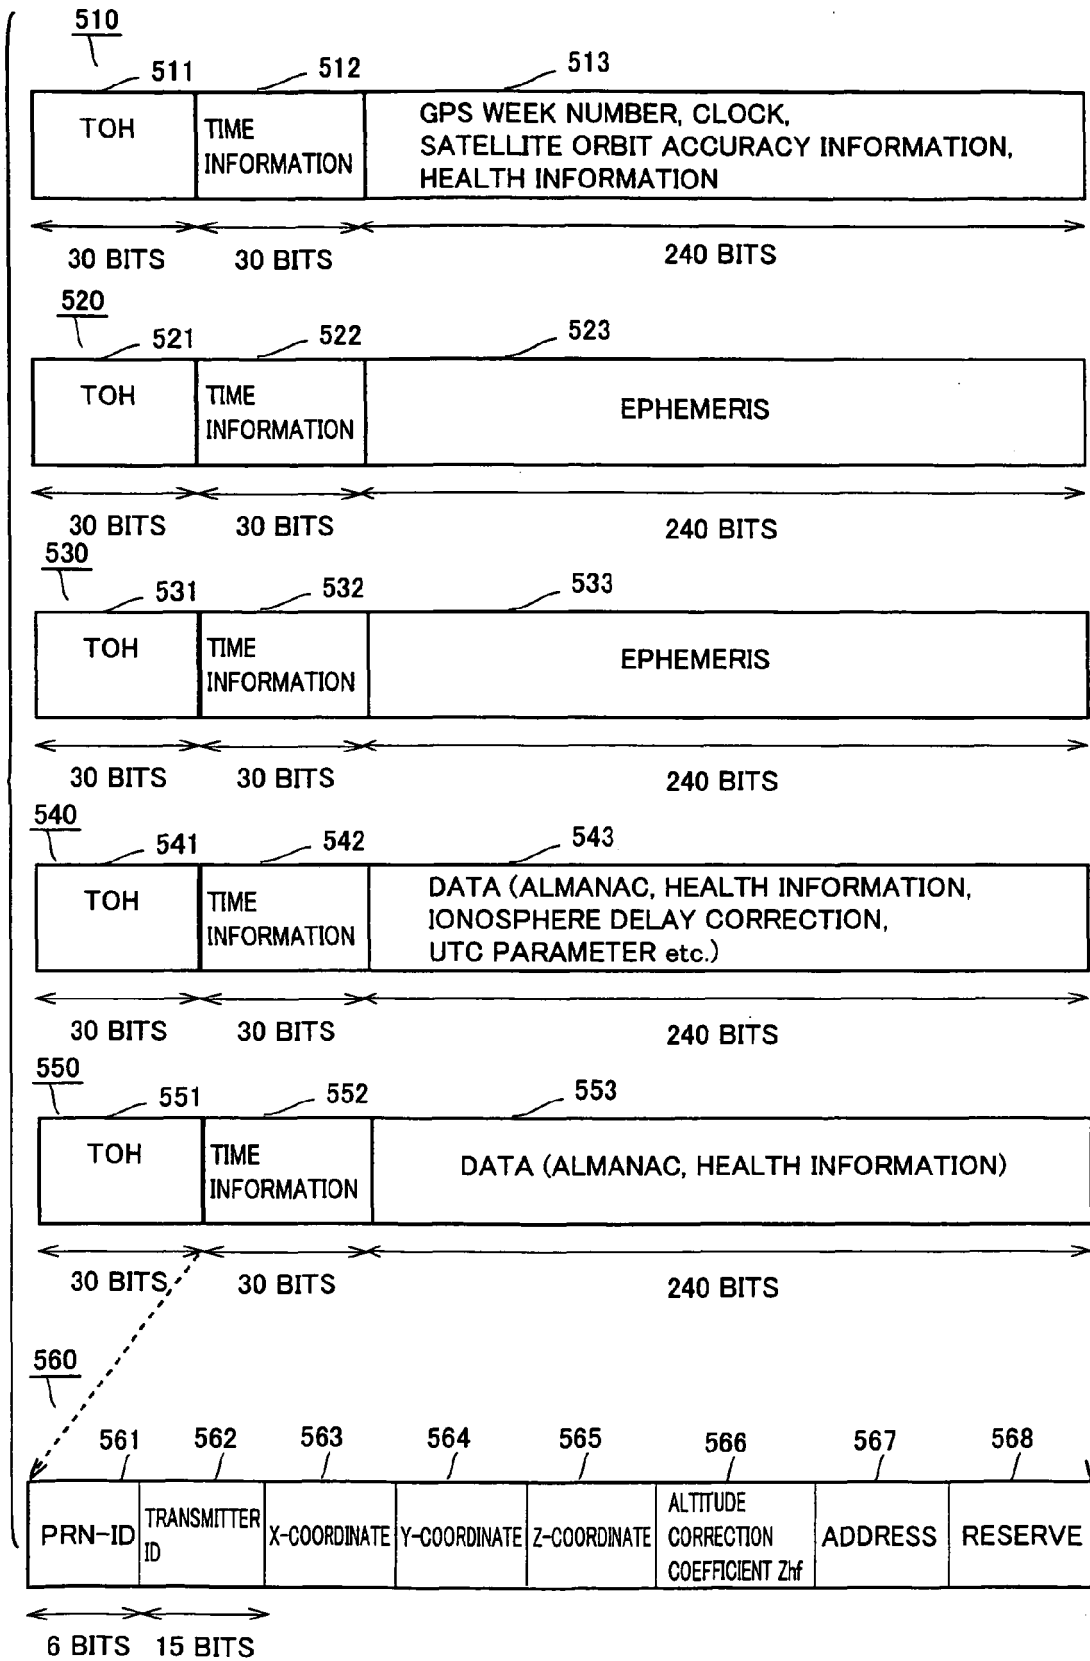 510
511 512 513
TOH
TIME
INFORMATION
GPS WEEK NUMBER, CLOCK,
SATELLITE ORBIT ACCURACY INFORMATION,
HEALTH INFORMATION
30 BITS 30 BITS 240 BITS
520
521 522 523
TOH
TIME
INFORMATION
EPHEMERIS
30 BITS 30 BITS 240 BITS
530
531 532 533
TOH
TIME
INFORMATION
EPHEMERIS
30 BITS 30 BITS 240 BITS
540
541 542 543
TOH
TIME
INFORMATION
DATA (ALMANAC, HEALTH INFORMATION,
IONOSPHERE DELAY CORRECTION,
UTC PARAMETER etc.)
30 BITS 30 BITS 240 BITS
550
551 552 553
TOH
TIME
INFORMATION
DATA (ALMANAC, HEALTH INFORMATION)
30 BITS 30 BITS 240 BITS
560
561 562 563 564 565 566 567 568
PRN-ID
TRANSMITTER
ID
X-COORDINATE
Y-COORDINATE
Z-COORDINATE
ALTITUDE
CORRECTION
COEFFICIENT Zhf
ADDRESS
RESERVE
6 BITS 15 BITS